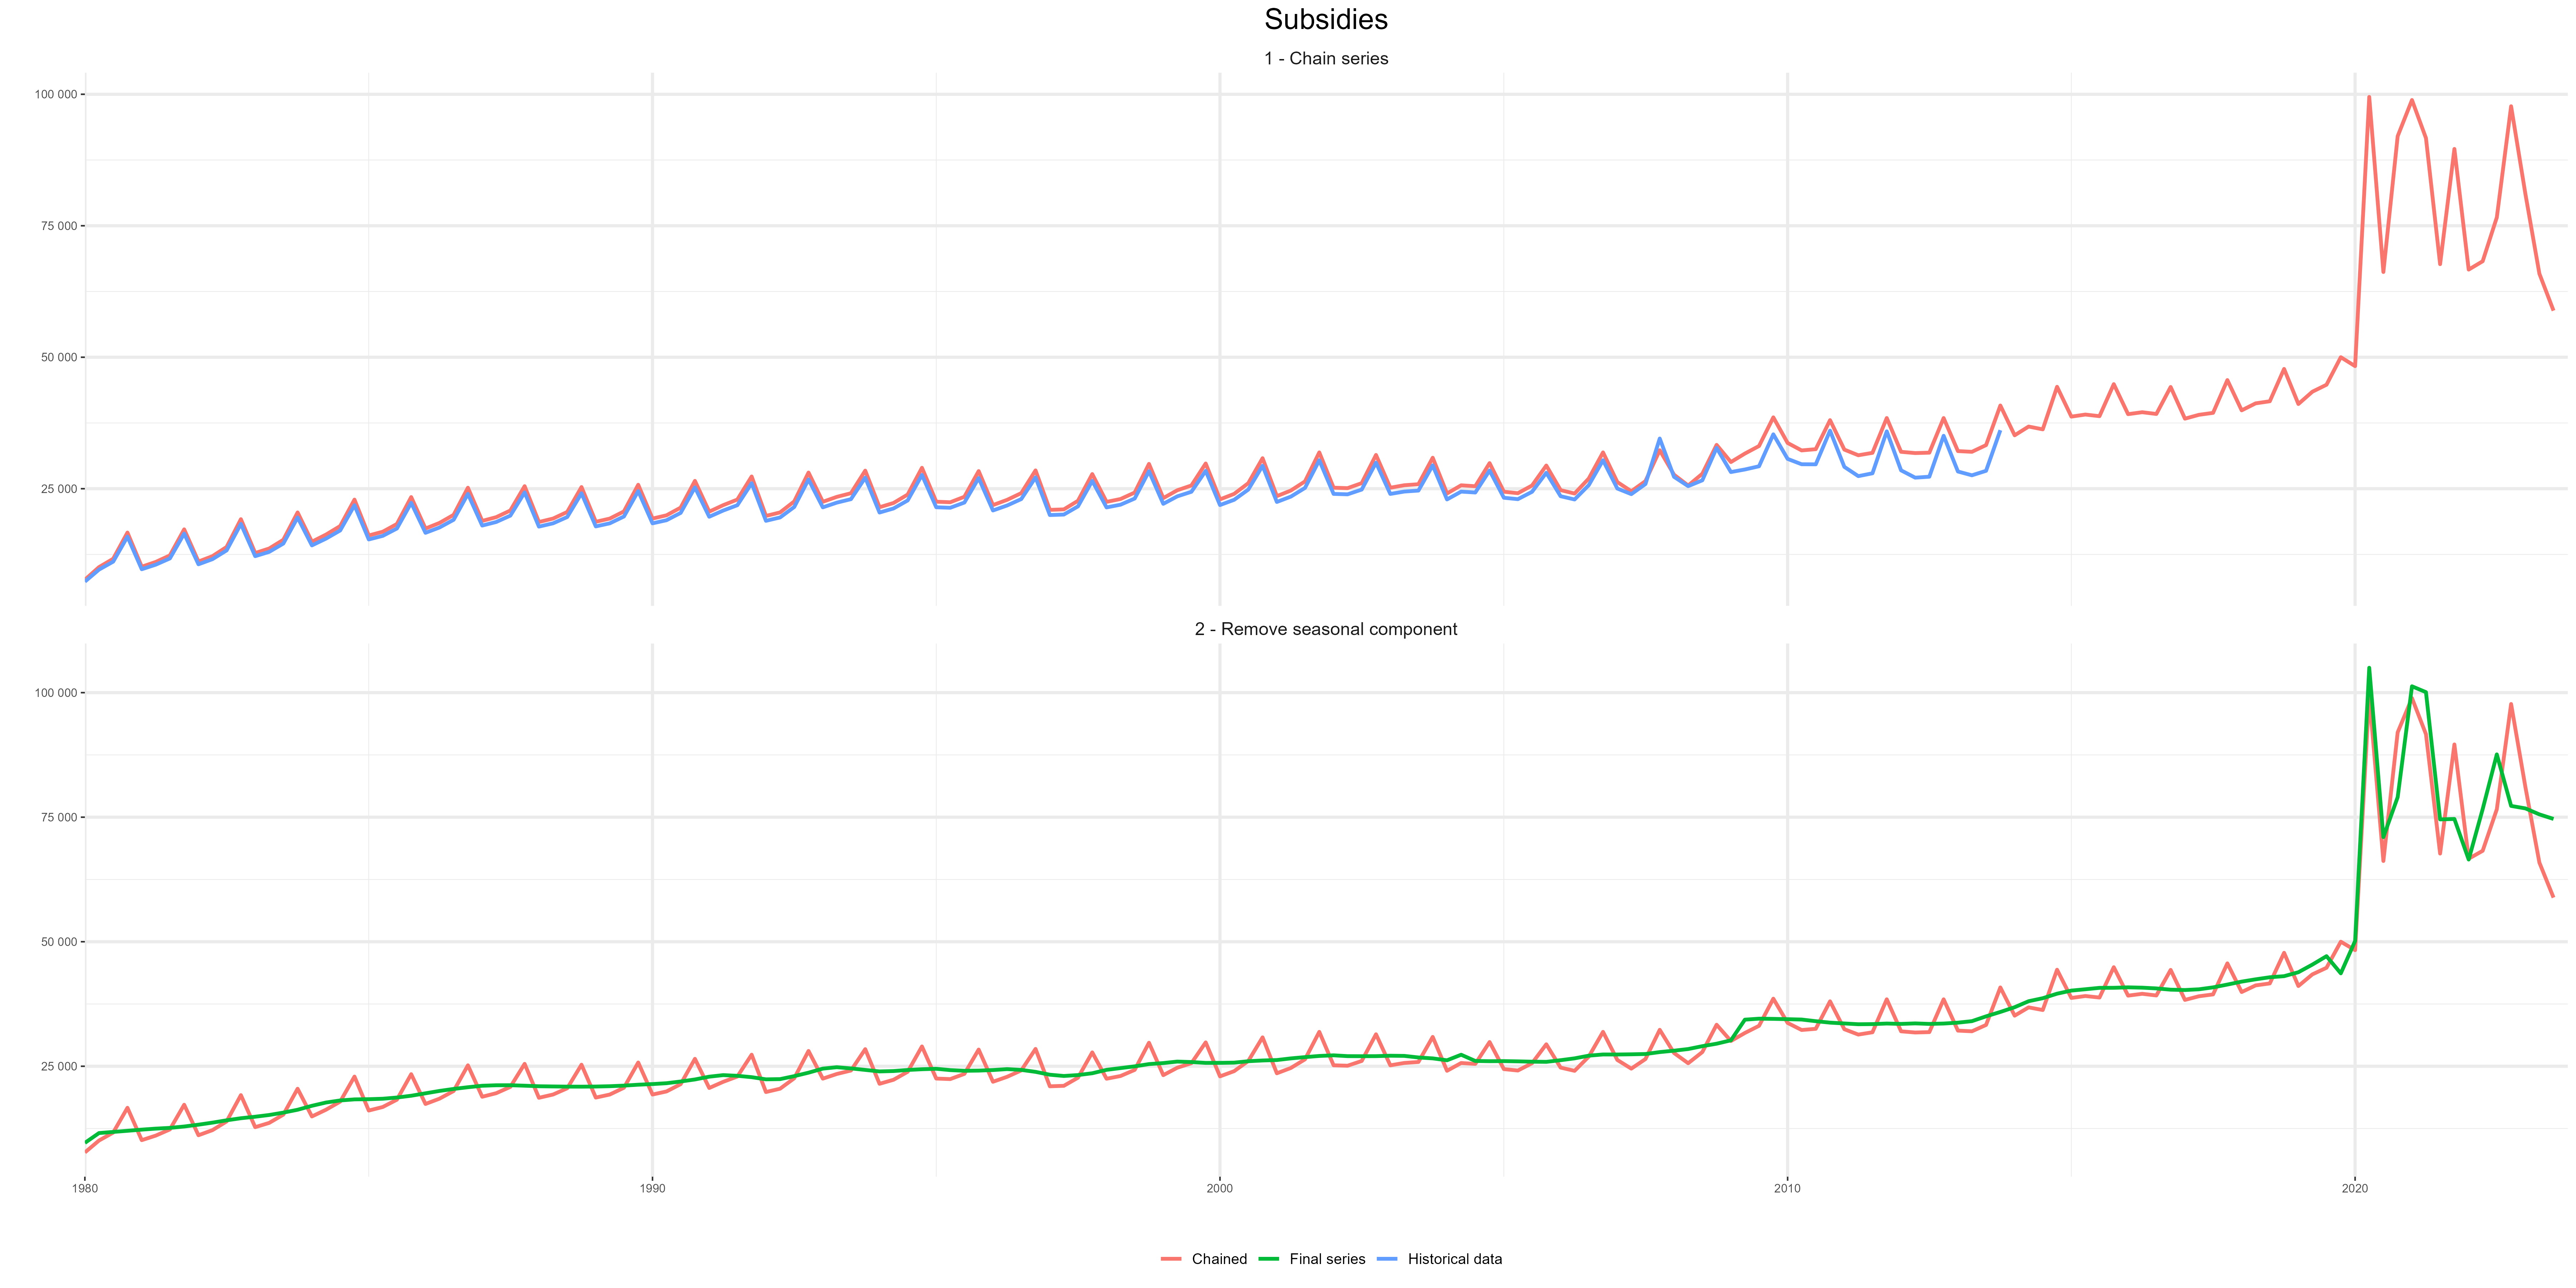 Subsidies
1 - Chain series
100 000
75 000
50 000
25 000
2 - Remove seasonal component
100 000
75 000
50 000
25 000
1980 1990 2000 2010 2020
Chained Final series Historical data